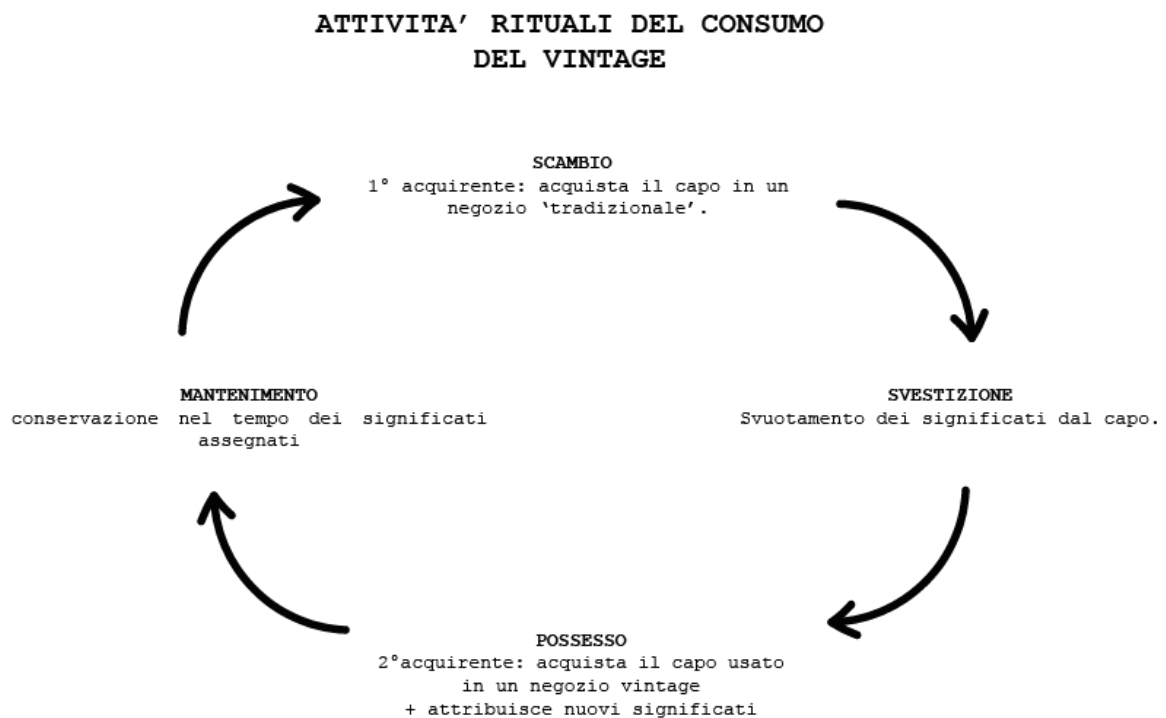 ATTIVITA’ RITUALI DEL CONSUMO
DEL VINTAGE
SCAMBIO
1° acquirente: acquista il capo in un
negozio ‘tradizionale’.
SVESTIZIONE
Svuotamento dei significati dal capo.
POSSESSO
2°acquirente: acquista il capo usato
in un negozio vintage
+ attribuisce nuovi significati
MANTENIMENTO
conservazione nel tempo dei significati
assegnati